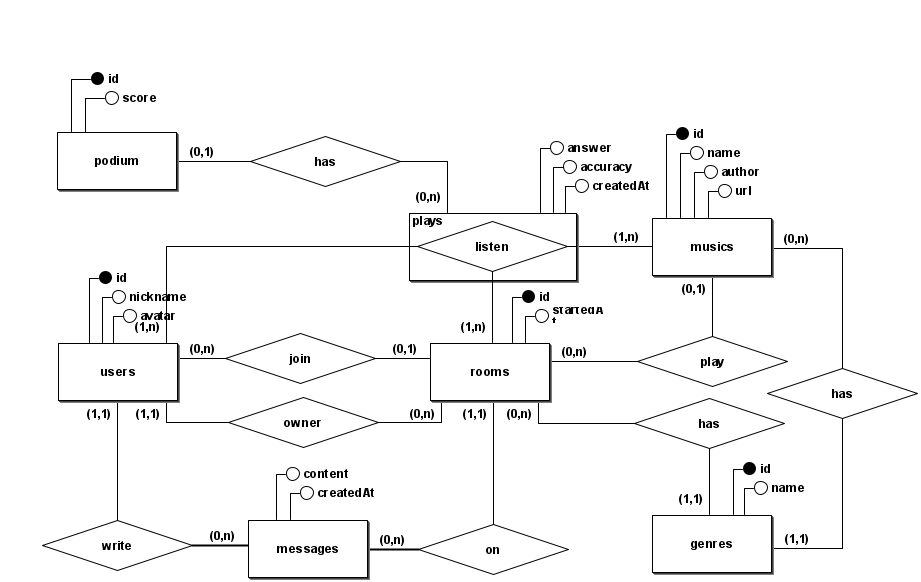 id
score
podium
(0,1)
has
(0,n)
answer
accuracy
createdAt
id
name
author
url
plays
listen
(1,n)
musics
(0,n)
(0,1)
id
nickname
avatar
(1,n)
(1,n)
id
users
(0,n)
join
(0,1)
rooms
(0,n)
play
has
(1,1)
(1,1)
owner
(0,n)
(1,1)
(0,n)
has
content
createdAt
id
name
(1,1)
write
(0,n)
messages
(0,n)
on
genres
(1,1)